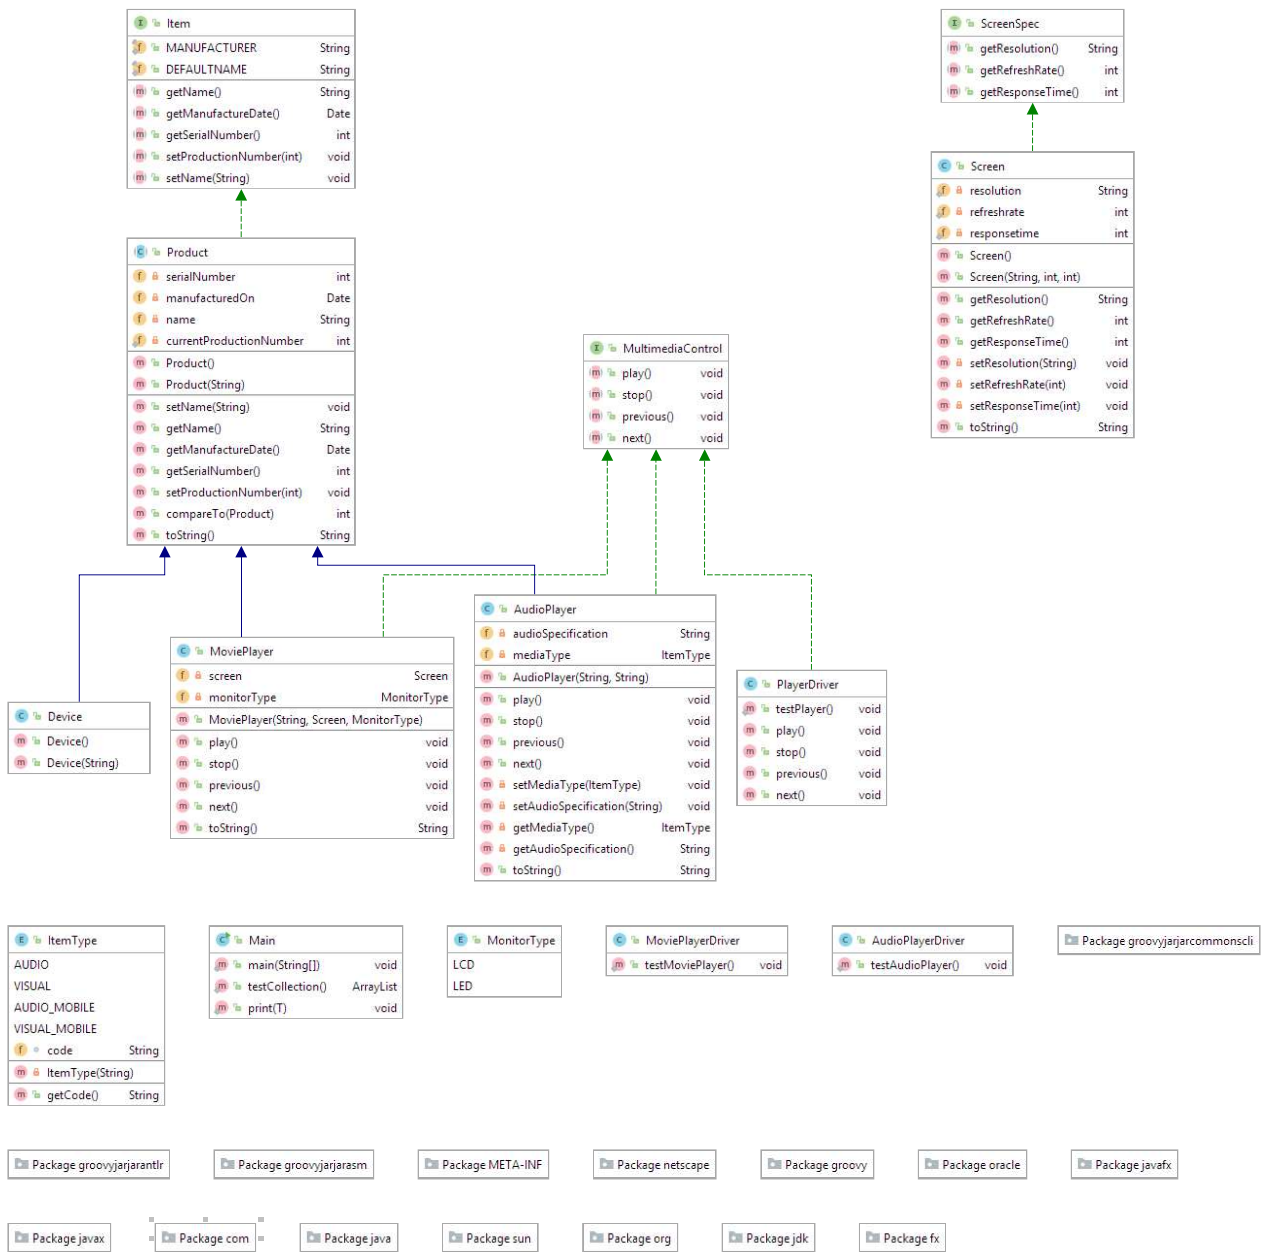 Item
MANUFACTURER String
DEFAULTNAME String
getName() String
getManufactureDate() Date
getSerialNumber() int
setProductionNumber(int) void
setName(String) void
ScreenSpec
getResolution() String
getRefreshRate() int
getResponseTime() int
Screen
resolution String
refreshrate int
responsetime int
Screen()
Screen(String, int, int)
getResolution() String
getRefreshRate() int
getResponseTime() int
setResolution(String) void
setRefreshRate(int) void
setResponseTime(int) void
toString() String
Product
serialNumber int
manufacturedOn Date
name String
currentProductionNumber int
Product()
Product(String)
setName(String) void
getName() String
getManufactureDate() Date
getSerialNumber() int
setProductionNumber(int) void
compareTo(Product) int
toString() String
MultimediaControl
play() void
stop() void
previous() void
next() void
Device
Device()
Device(String)
MoviePlayer
screen Screen
monitorType MonitorType
MoviePlayer(String, Screen, MonitorType)
play() void
stop() void
previous() void
next() void
toString() String
AudioPlayer
audioSpecification String
mediaType ItemType
AudioPlayer(String, String)
play() void
stop() void
previous() void
next() void
setMediaType(ItemType) void
setAudioSpecification(String) void
getMediaType() ItemType
getAudioSpecification() String
toString() String
PlayerDriver
testPlayer() void
play() void
stop() void
previous() void
next() void
ItemType
AUDIO
VISUAL
AUDIO_MOBILE
VISUAL_MOBILE
code String
ItemType(String)
getCode() String
Main
main(String[]) void
testCollection() ArrayList
print(T) void
MonitorType
LCD
LED
MoviePlayerDriver
testMoviePlayer() void
AudioPlayerDriver
testAudioPlayer() void
Package groovyjarjarcommonscli
Package groovyjarjarantlr
Package groovyjarjarasm
Package META-INF
Package netscape
Package groovy
Package oracle
Package javafx
Package javax
Package com
Package java
Package sun
Package org
Package jdk
Package fx